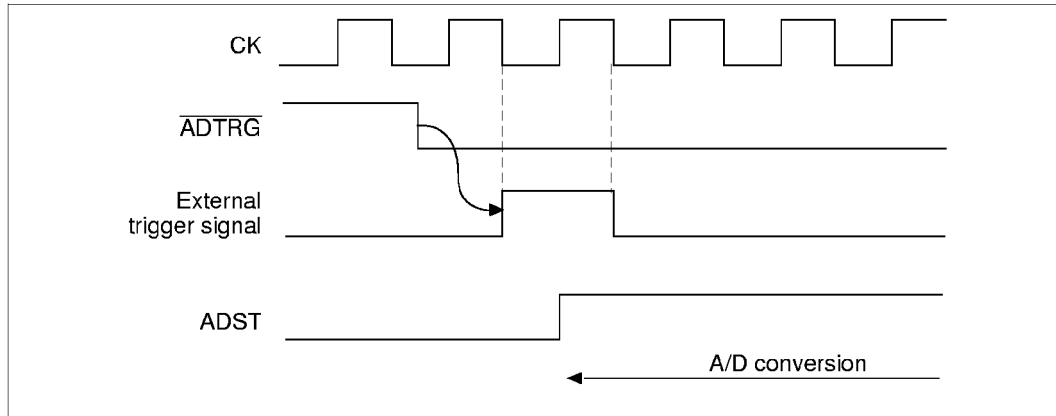 CK
ADTRG
External
trigger signal
ADST
A/D conversion